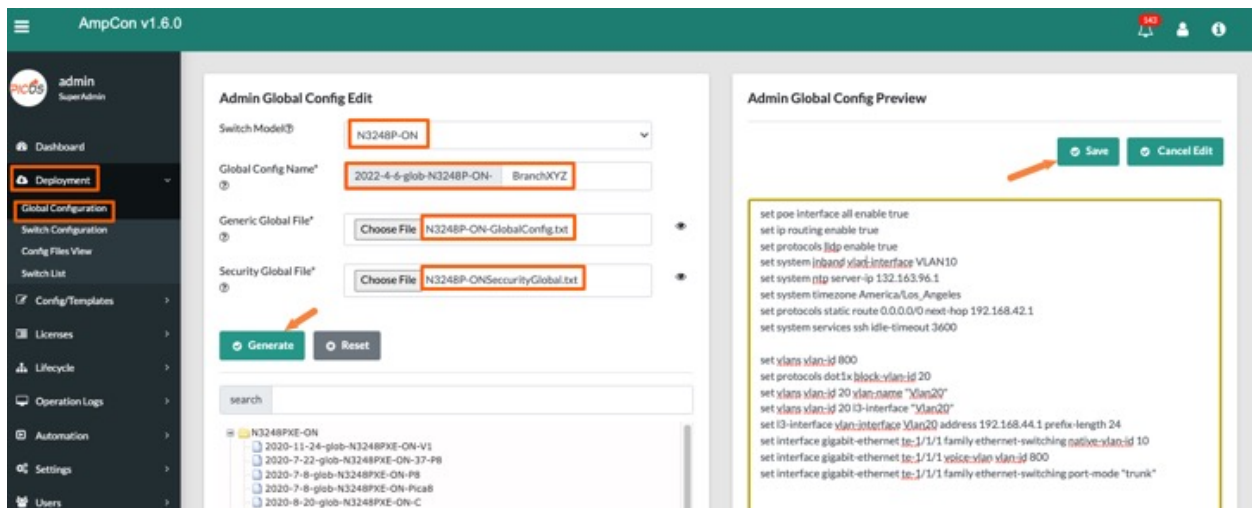 AmpCon v1.6.0
543
PICOS
admin
SuperAdmin
Dashboard
Deployment
Global Configuration
Switch Configuration
Config Files View
Switch List
Config/Templates
Licenses
Lifecycle
Operation Logs
Automation
Settings
Users
Admin Global Config Edit
Switch Model
N3248P-ON
Global Config Name*
2022-4-6-glob-N3248P-ON- BranchXYZ
Generic Global File*
Choose File N3248P-ON-GlobalConfig.txt
Security Global File*
Choose File N3248P-ONSeccurityGlobal.txt
Generate Reset
search
N3248PXE-ON
2020-11-24-glob-N3248PXE-ON-V1
2020-7-22-glob-N3248PXE-ON-37-P8
2020-7-8-glob-N3248PXE-ON-P8
2020-7-8-glob-N3248PXE-ON-Pica8
2020-8-20-glob-N3248PXE-ON-C
Admin Global Config Preview
Save Cancel Edit
set poe interface all enable true
set ip routing enable true
set protocols lldp enable true
set system inband vlan-interface VLAN10
set system ntp server-ip 132.163.96.1
set system timezone America/Los_Angeles
set protocols static route 0.0.0.0/0 next-hop 192.168.42.1
set system services ssh idle-timeout 3600
set vlans vlan-id 800
set protocols dot1x block-vlan-id 20
set vlans vlan-id 20 vlan-name "Vlan20"
set vlans vlan-id 20 l3-interface "Vlan20"
set l3-interface vlan-interface Vlan20 address 192.168.44.1 prefix-length 24
set interface gigabit-ethernet te-1/1/1 family ethernet-switching native-vlan-id 10
set interface gigabit-ethernet te-1/1/1 voice-vlan vlan-id 800
set interface gigabit-ethernet te-1/1/1 family ethernet-switching port-mode "trunk"